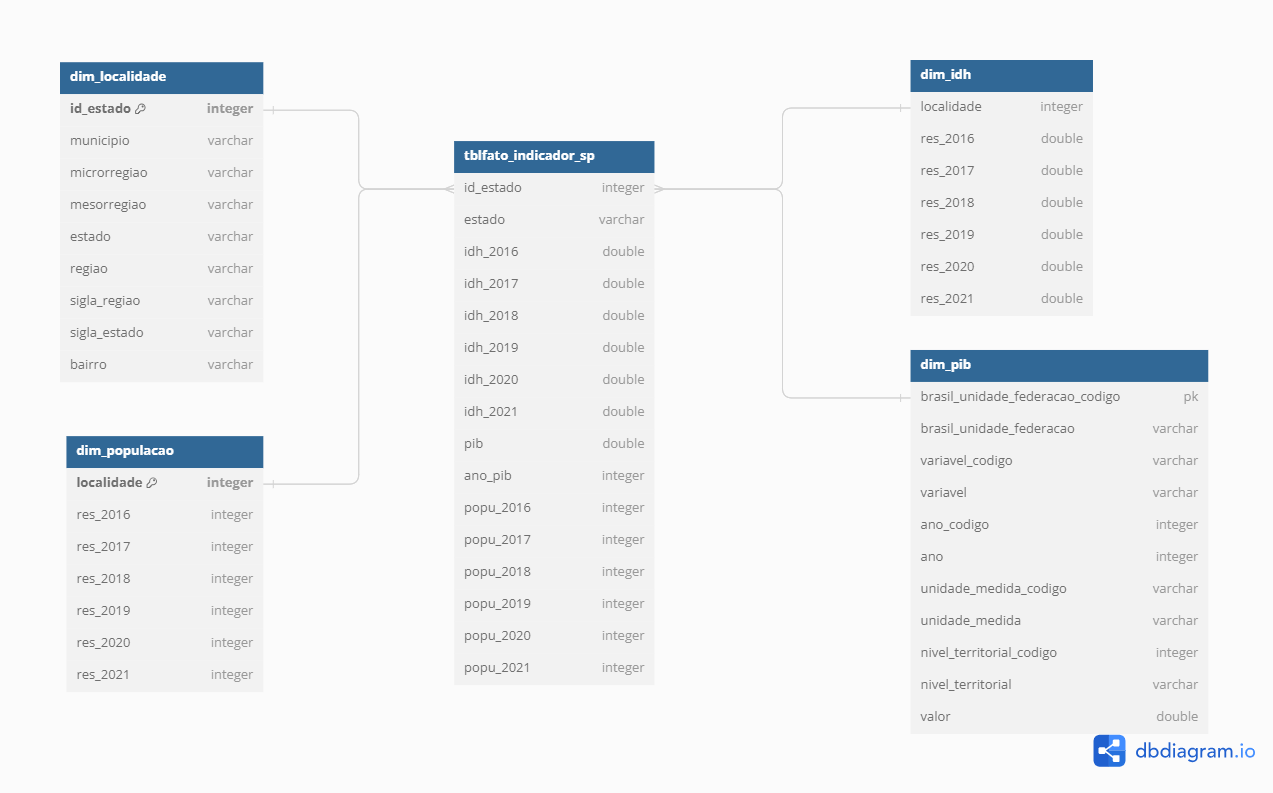 dim_localidade
id_estado integer
municipio varchar
microrregiao varchar
mesorregiao varchar
estado varchar
regiao varchar
sigla_regiao varchar
sigla_estado varchar
bairro varchar
dim_populacao
localidade integer
res_2016 integer
res_2017 integer
res_2018 integer
res_2019 integer
res_2020 integer
res_2021 integer
tblfato_indicador_sp
id_estado integer
estado varchar
idh_2016 double
idh_2017 double
idh_2018 double
idh_2019 double
idh_2020 double
idh_2021 double
pib double
ano_pib integer
popu_2016 integer
popu_2017 integer
popu_2018 integer
popu_2019 integer
popu_2020 integer
popu_2021 integer
dim_idh
localidade integer
res_2016 double
res_2017 double
res_2018 double
res_2019 double
res_2020 double
res_2021 double
dim_pib
brasil_unidade_federacao_codigo pk
brasil_unidade_federacao varchar
variavel_codigo varchar
variavel varchar
ano_codigo integer
ano integer
unidade_medida_codigo varchar
unidade_medida varchar
nivel_territorial_codigo integer
nivel_territorial varchar
valor double
dbdiagram.io